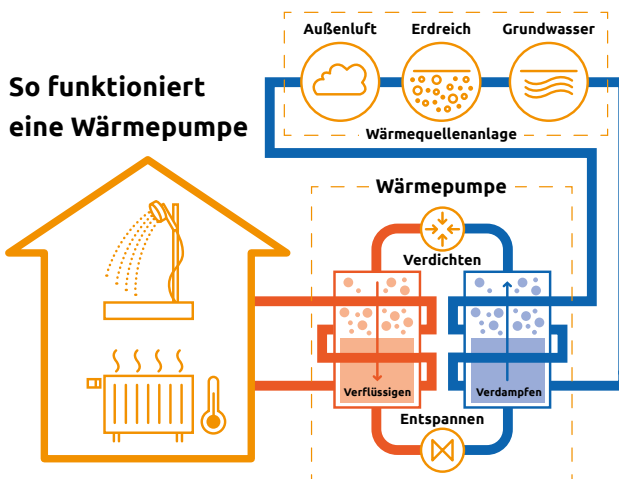 So funktioniert
eine Wärmepumpe
Außenluft
Erdreich
Grundwasser
Wärmequellenanlage
Wärmepumpe
Verdichten
Verflüssigen
Verdampfen
Entspannen